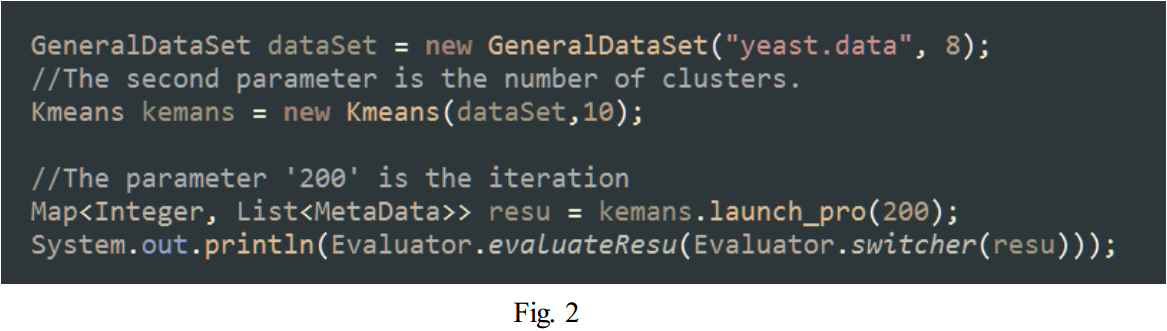 GeneralDataSet dataSet = new GeneralDataSet("yeast.data", 8);
//The second parameter is the number of clusters.
Kmeans kemans = new Kmeans(dataSet,10);
//The parameter '200' is the iteration
Map<Integer, List<MetaData>> resu = kemans.launch_pro(200);
System.out.println(Evaluator.evaluateResu(Evaluator.switcher(resu)));
Fig. 2